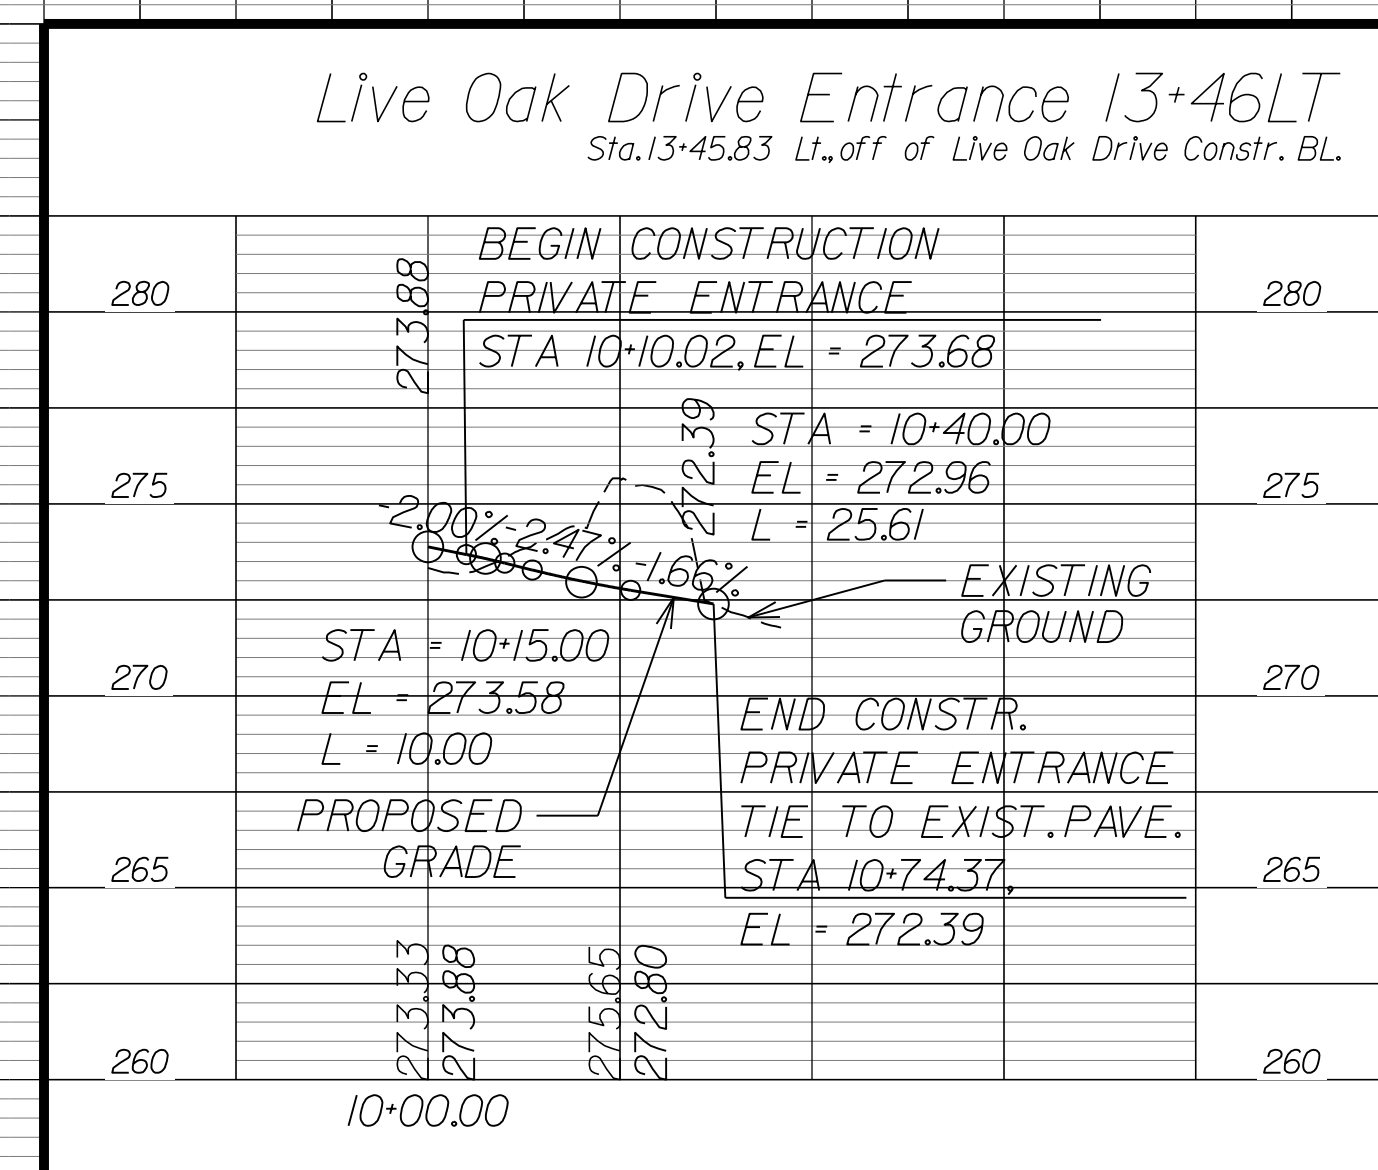 Live Oak Drive Entrance 13+46LT
Sta.13+45.83 Lt.,off of Live Oak Drive Constr. BL.
BEGIN CONSTRUCTION
PRIVATE ENTRANCE
STA 10+10.02,EL = 273.68
273.88
280
280
272.39
STA = 10+40.00
EL = 272.96
L = 25.61
275
275
-2.00%
-2.47%
-1.66%
EXISTING
GROUND
STA = 10+15.00
EL = 273.58
L = 10.00
270
270
END CONSTR.
PRIVATE ENTRANCE
TIE TO EXIST.PAVE.
STA 10+74.37,
EL = 272.39
PROPOSED
GRADE
265
265
273.33
273.88
275.65
272.80
260
260
10+00.00